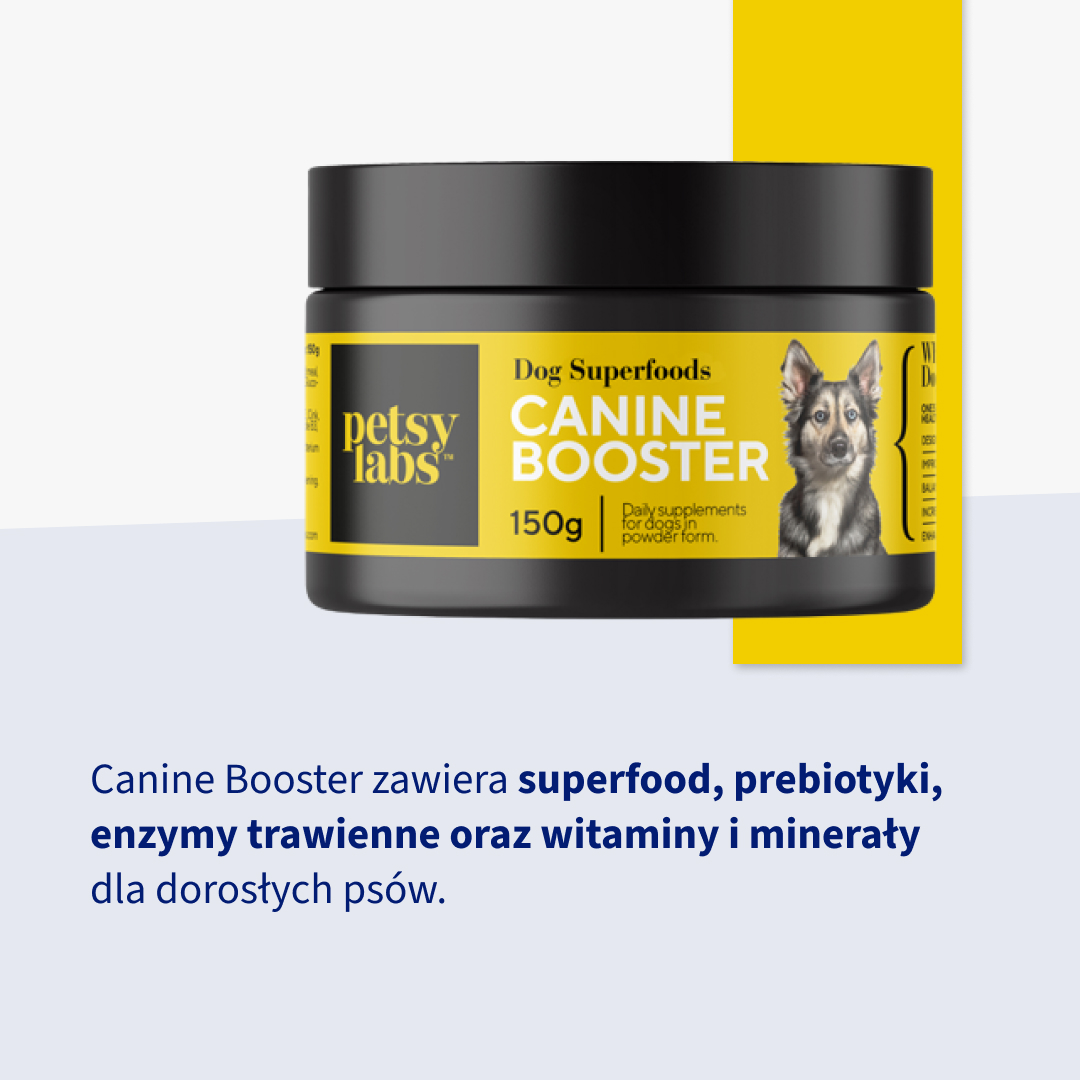 petsy
labs™
Dog Superfoods
CANINE
BOOSTER
150g
Daily supplements
for dogs in
powder form.
150g
Canine Booster zawiera superfood, prebiotyki,
enzymy trawienne oraz witaminy i minerały
dla dorosłych psów.